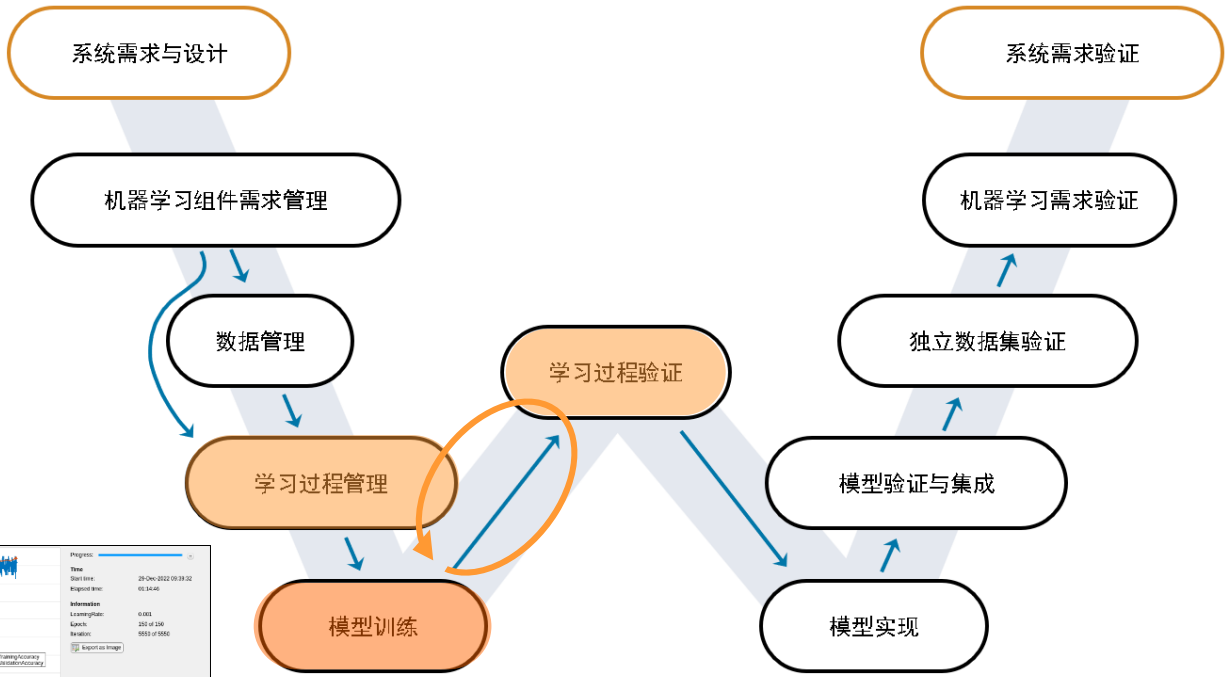 系统需求与设计
系统需求验证
机器学习组件需求管理
机器学习需求验证
数据管理
独立数据集验证
学习过程验证
学习过程管理
模型验证与集成
模型训练
模型实现
Progress:
Time
Start time: 29-Dec-2022 09:39:32
Elapsed time: 01:14:46
Information
LearningRate: 0.001
Epoch: 150 of 150
Iteration: 5550 of 5550
Export as Image
TrainingAccuracy
ValidationAccuracy